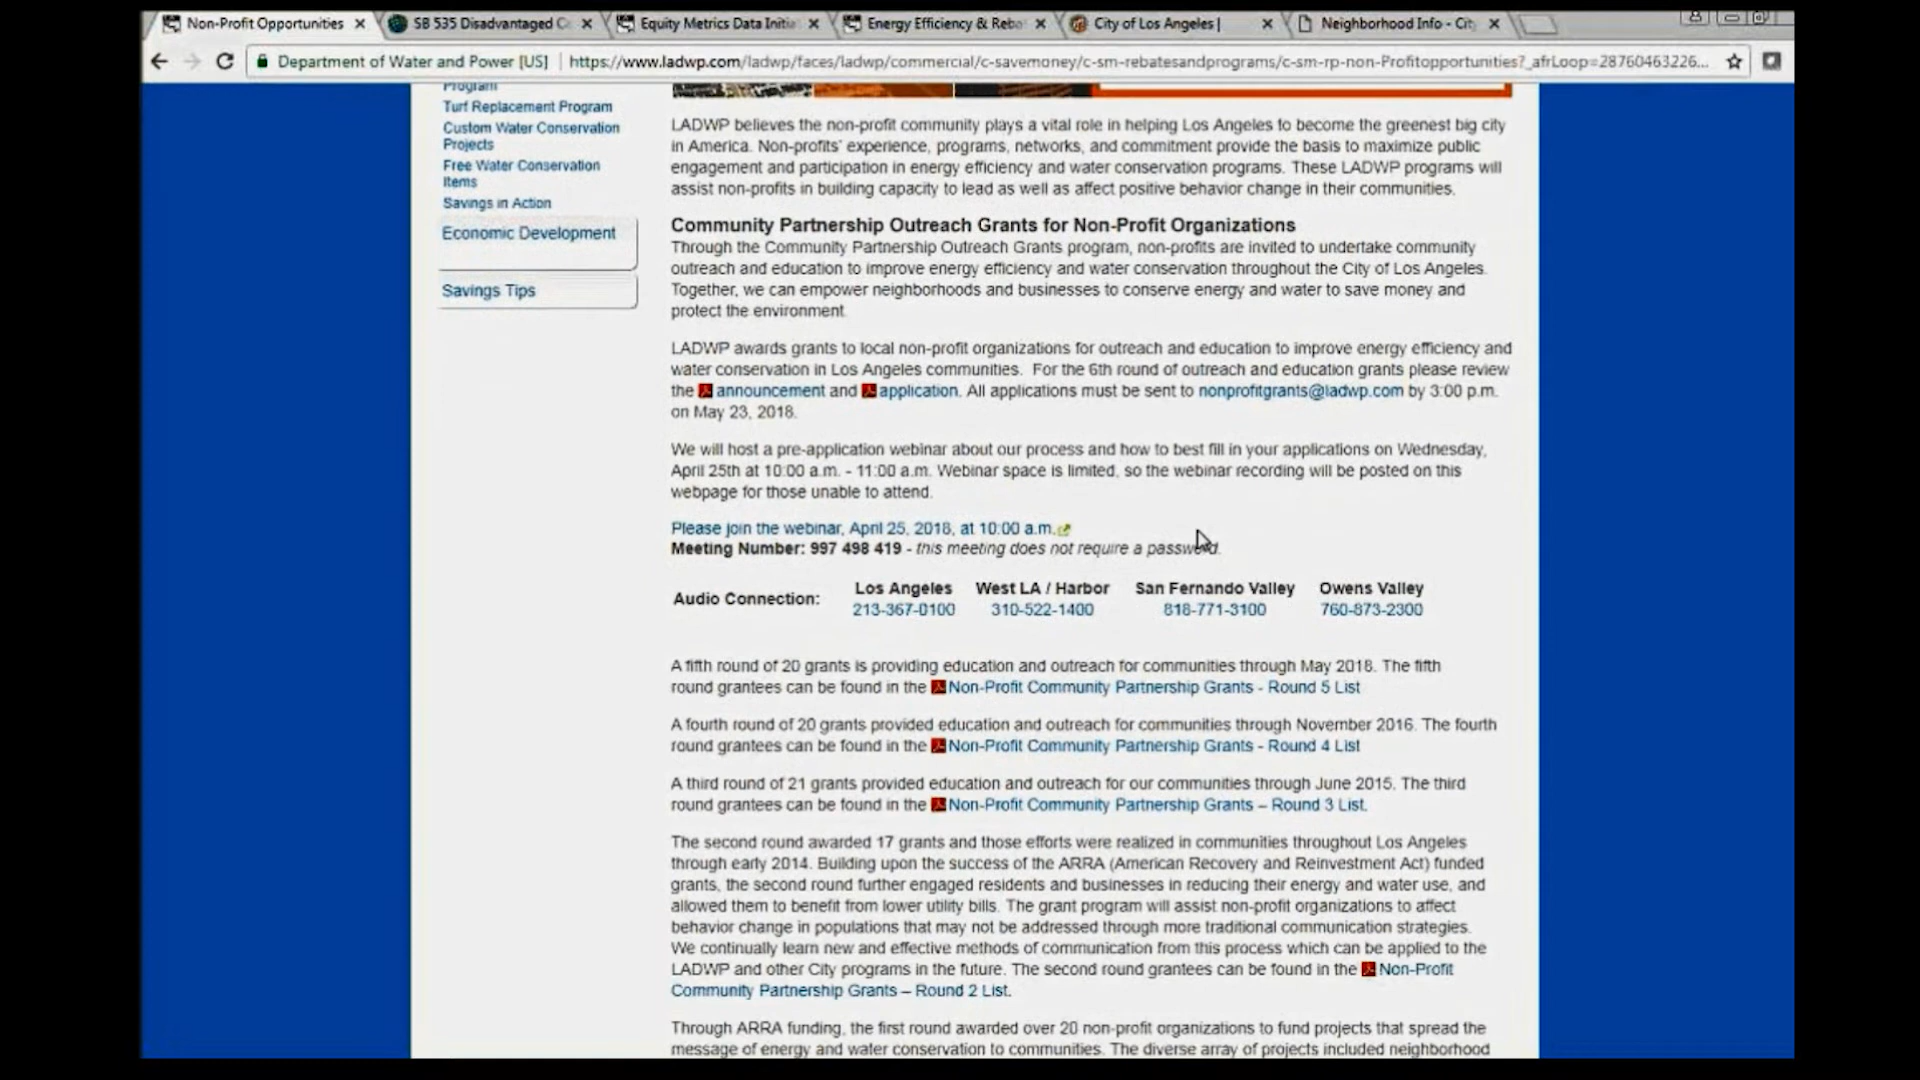 Non-Profit Opportunities
SB 535 Disadvantaged C
Equity Metrics Data Initia
Energy Efficiency & Reba
City of Los Angeles |
Neighborhood Info - City
Department of Water and Power [US] | https://www.ladwp.com/ladwp/faces/ladwp/commercial/c-savemoney/c-sm-rebatesandprograms/c-sm-rp-non-Profitopportunities?_afrLoop=28760463226...
Program
Turf Replacement Program
Custom Water Conservation
Projects
Free Water Conservation
Items
Savings in Action
Economic Development
Savings Tips
LADWP believes the non-profit community plays a vital role in helping Los Angeles to become the greenest big city
in America. Non-profits' experience, programs, networks, and commitment provide the basis to maximize public
engagement and participation in energy efficiency and water conservation programs. These LADWP programs will
assist non-profits in building capacity to lead as well as affect positive behavior change in their communities.
Community Partnership Outreach Grants for Non-Profit Organizations
Through the Community Partnership Outreach Grants program, non-profits are invited to undertake community
outreach and education to improve energy efficiency and water conservation throughout the City of Los Angeles.
Together, we can empower neighborhoods and businesses to conserve energy and water to save money and
protect the environment
LADWP awards grants to local non-profit organizations for outreach and education to improve energy efficiency and
water conservation in Los Angeles communities. For the 6th round of outreach and education grants please review
the announcement and application. All applications must be sent to nonprofitgrants@ladwp.com by 3:00 p.m.
on May 23, 2018.
We will host a pre-application webinar about our process and how to best fill in your applications on Wednesday,
April 25th at 10:00 a.m. - 11:00 a.m. Webinar space is limited, so the webinar recording will be posted on this
webpage for those unable to attend.
Please join the webinar, April 25, 2018, at 10:00 a.m.
Meeting Number: 997 498 419 - this meeting does not require a password.
Los Angeles West LA / Harbor San Fernando Valley Owens Valley
Audio Connection:
213-367-0100 310-522-1400 818-771-3100 760-873-2300
A fifth round of 20 grants is providing education and outreach for communities through May 2018. The fifth
round grantees can be found in the Non-Profit Community Partnership Grants - Round 5 List
A fourth round of 20 grants provided education and outreach for communities through November 2016. The fourth
round grantees can be found in the Non-Profit Community Partnership Grants - Round 4 List
A third round of 21 grants provided education and outreach for our communities through June 2015. The third
round grantees can be found in the Non-Profit Community Partnership Grants – Round 3 List.
The second round awarded 17 grants and those efforts were realized in communities throughout Los Angeles
through early 2014. Building upon the success of the ARRA (American Recovery and Reinvestment Act) funded
grants, the second round further engaged residents and businesses in reducing their energy and water use, and
allowed them to benefit from lower utility bills. The grant program will assist non-profit organizations to affect
behavior change in populations that may not be addressed through more traditional communication strategies.
We continually learn new and effective methods of communication from this process which can be applied to the
LADWP and other City programs in the future. The second round grantees can be found in the Non-Profit
Community Partnership Grants – Round 2 List.
Through ARRA funding, the first round awarded over 20 non-profit organizations to fund projects that spread the
message of energy and water conservation to communities. The diverse array of projects included neighborhood